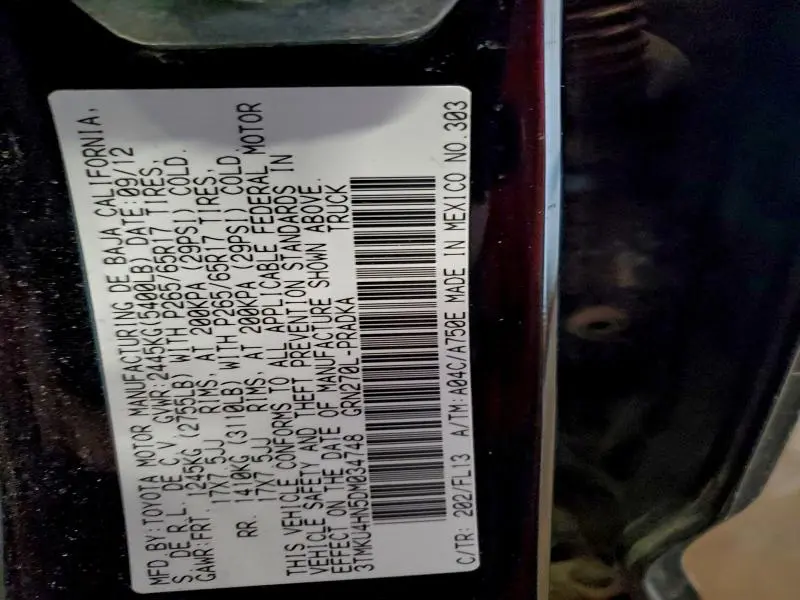 MFD BY:TOYOTA MOTOR MANUFACTURING DE BAJA CALIFORNIA,
S. DE R.L. DE C.V. GVWR:2445KG(5400LB) DATE:09/12
GAWR:FRT. 1245KG (2755LB) WITH P265/65R17 TIRES,
17X7.5JJ RIMS, AT 200KPA (29PSI) COLD.
RR. 1410KG (3110LB) WITH P265/65R17 TIRES,
17X7.5JJ RIMS, AT 200KPA (29PSI) COLD.
THIS VEHICLE CONFORMS TO ALL APPLICABLE FEDERAL MOTOR
VEHICLE SAFETY AND THEFT PREVENTION STANDARDS IN
EFFECT ON THE DATE OF MANUFACTURE SHOWN ABOVE.
3TMKU4HN5DM034748 GRN270L-PRADKA TRUCK
C/TR: 202/FL13 A/TM:A04C/A750E MADE IN MEXICO NO.303